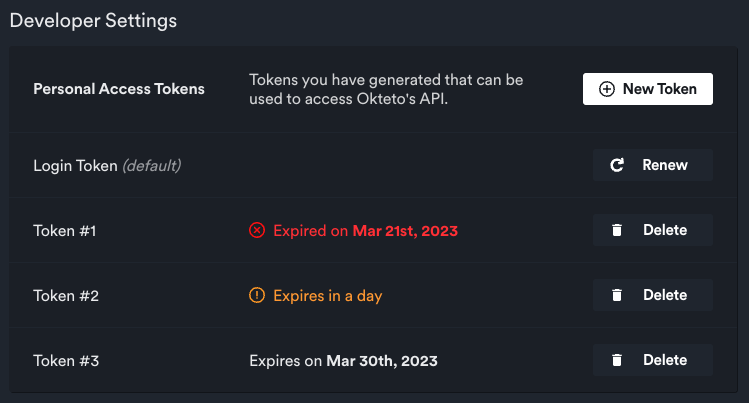 Developer Settings
Personal Access Tokens
Tokens you have generated that can be
used to access Okteto's API.
New Token
Login Token (default)
Renew
Token #1
Expired on Mar 21st, 2023
Delete
Token #2
Expires in a day
Delete
Token #3
Expires on Mar 30th, 2023
Delete